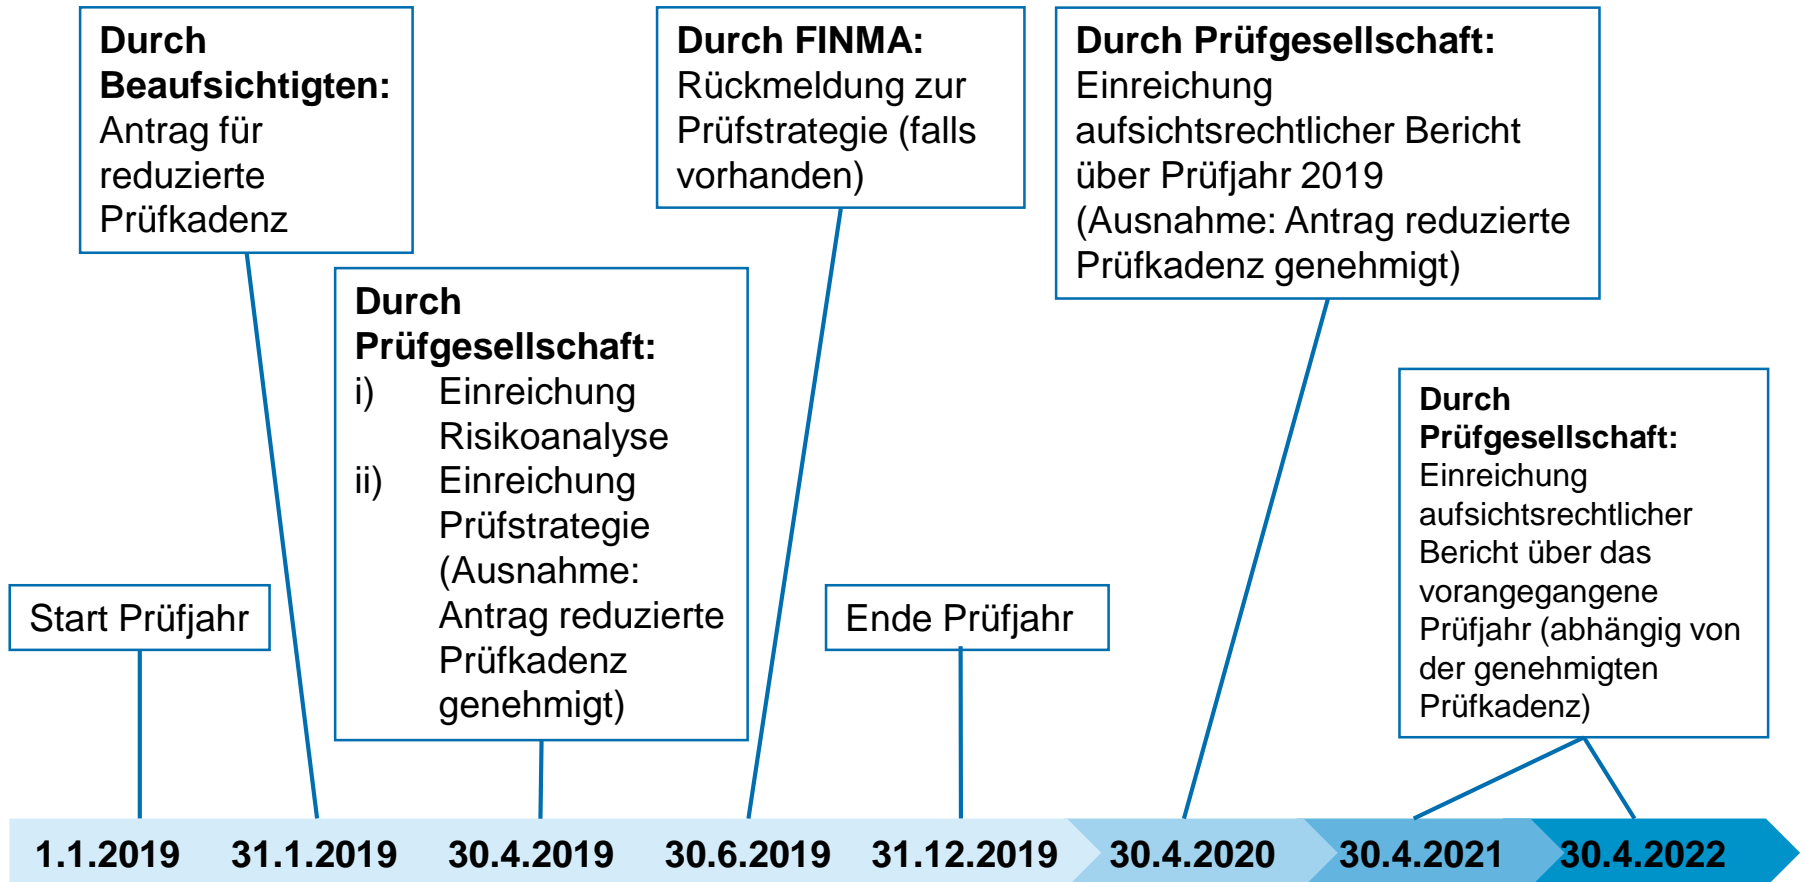 Durch
Beaufsichtigten:
Antrag für
reduzierte
Prüfkadenz
Durch FINMA:
Rückmeldung zur
Prüfstrategie (falls
vorhanden)
Durch Prüfgesellschaft:
Einreichung
aufsichtsrechtlicher Bericht
über Prüfjahr 2019
(Ausnahme: Antrag reduzierte
Prüfkadenz genehmigt)
Durch
Prüfgesellschaft:
i) Einreichung
Risikoanalyse
ii) Einreichung
Prüfstrategie
(Ausnahme:
Antrag reduzierte
Prüfkadenz
genehmigt)
Durch
Prüfgesellschaft:
Einreichung
aufsichtsrechtlicher
Bericht über das
vorangegangene
Prüfjahr (abhängig von
der genehmigten
Prüfkadenz)
Start Prüfjahr
Ende Prüfjahr
1.1.2019 31.1.2019 30.4.2019 30.6.2019 31.12.2019 30.4.2020 30.4.2021 30.4.2022